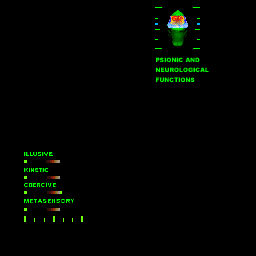 PSIONIC AND
NEUROLOGICAL
FUNCTIONS
ILLUSIVE
KINETIC
COERCIVE
METASENSORY